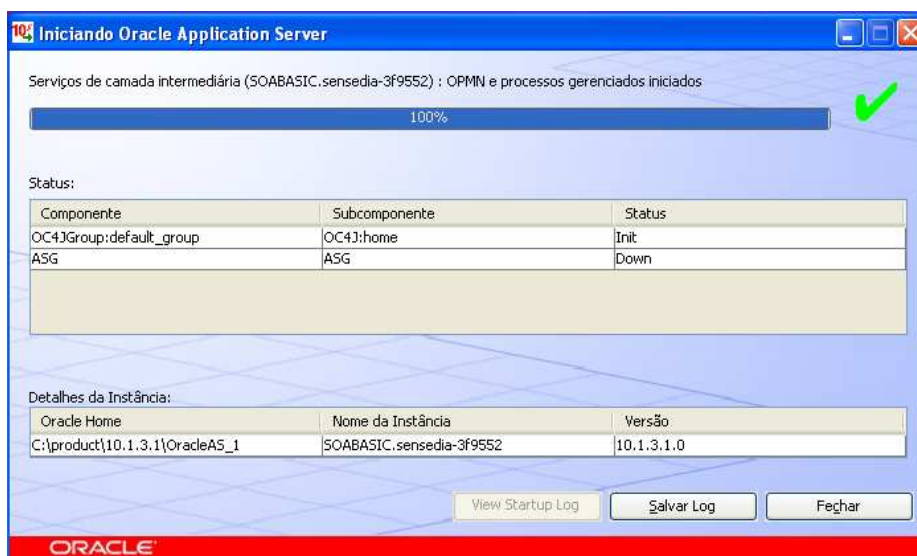 10g Iniciando Oracle Application Server
Serviços de camada intermediária (SOABASIC.sensedia-3f9552) : OPMN e processos gerenciados iniciados
100%
Status:
Componente Subcomponente Status
OC4JGroup:default_group OC4J:home Init
ASG ASG Down
Detalhes da Instância:
Oracle Home Nome da Instância Versão
C:\product\10.1.3.1\OracleAS_1 SOABASIC.sensedia-3f9552 10.1.3.1.0
View Startup Log Salvar Log Fechar
ORACLE